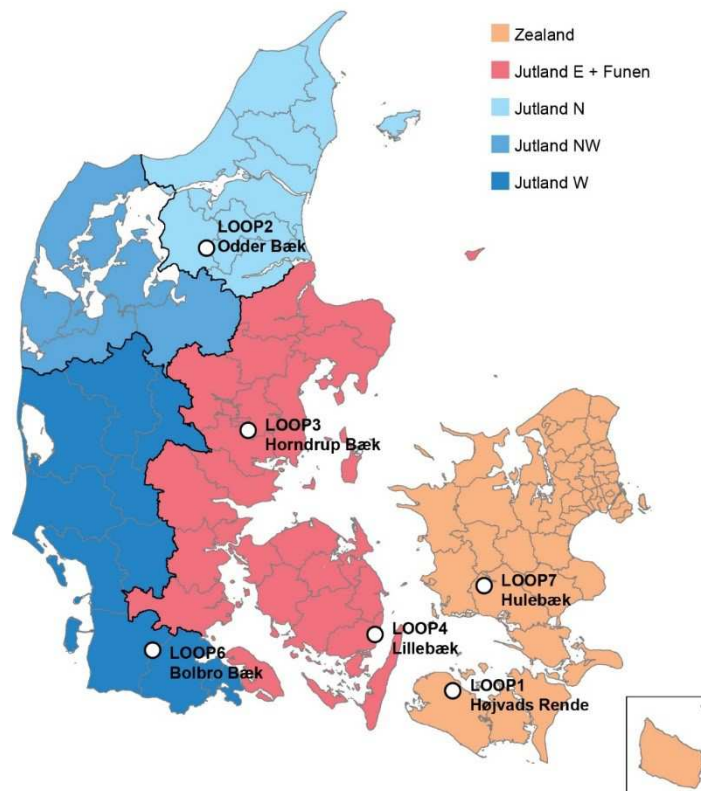 Zealand
Jutland E + Funen
Jutland N
Jutland NW
Jutland W
LOOP2
Odder Bæk
LOOP3
Horndrup Bæk
LOOP7
Hulebæk
LOOP4
Lillebæk
LOOP6
Bolbro Bæk
LOOP1
Højvads Rende